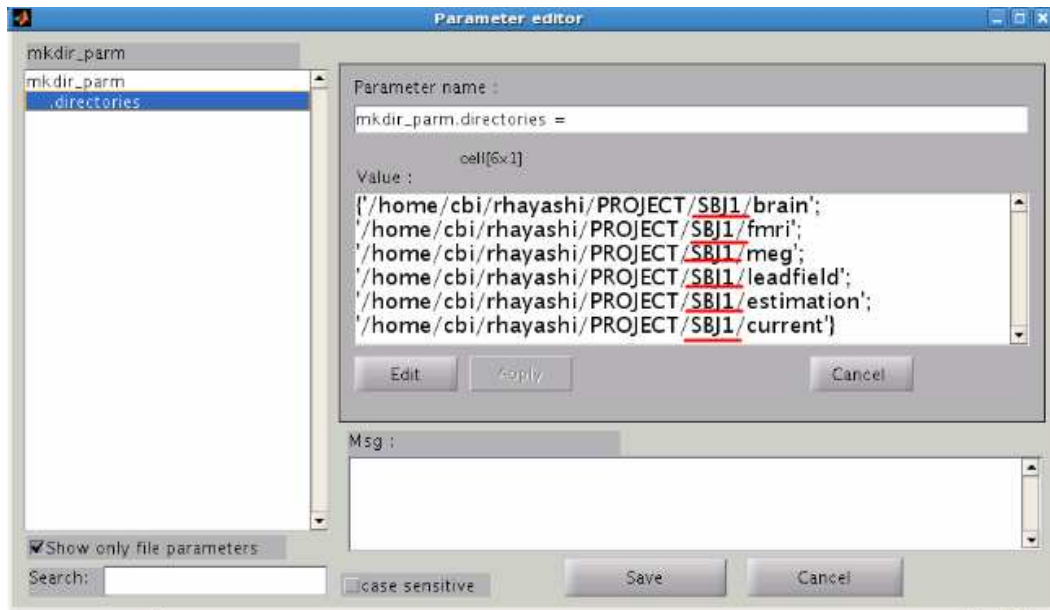 Parameter editor
mkdir_parm
mkdir_parm
.directories
Parameter name :
mkdir_parm.directories =
cell[6x1]
Value :
{'/home/cbi/rhayashi/PROJECT/SBJ1/brain';
'/home/cbi/rhayashi/PROJECT/SBJ1/fmri';
'/home/cbi/rhayashi/PROJECT/SBJ1/meg';
'/home/cbi/rhayashi/PROJECT/SBJ1/leadfield';
'/home/cbi/rhayashi/PROJECT/SBJ1/estimation';
'/home/cbi/rhayashi/PROJECT/SBJ1/current'}
Edit
Apply
Cancel
Msg :
Show only file parameters
Search:
case sensitive
Save
Cancel